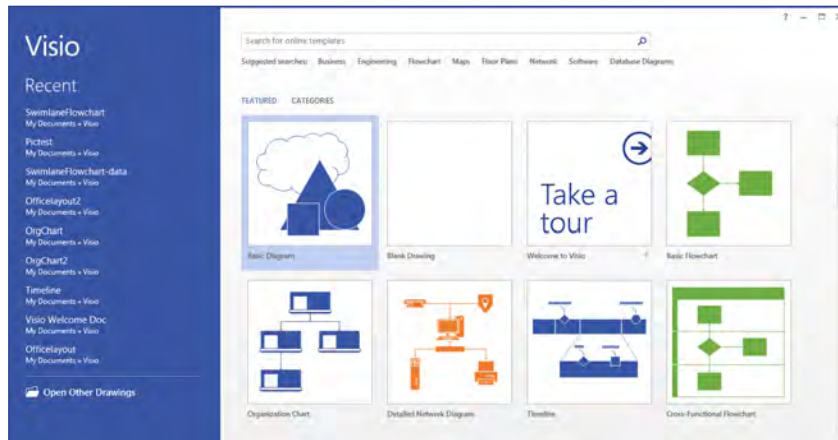 Visio
Recent
SwimlaneFlowchart
My Documents » Visio
Pictest
My Documents » Visio
SwimlaneFlowchart-data
My Documents » Visio
Officelayout2
My Documents » Visio
OrgChart
My Documents » Visio
OrgChart2
My Documents » Visio
Timeline
My Documents » Visio
Visio Welcome Doc
My Documents » Visio
Officelayout
My Documents » Visio
Open Other Drawings
?
Search for online templates
Suggested searches: Business Engineering Flowchart Maps Floor Plans Network Software Database Diagrams
FEATURED CATEGORIES
Take a
tour
Basic Diagram Blank Drawing Welcome to Visio Basic Flowchart
Organization Chart Detailed Network Diagram Timeline Cross-Functional Flowchart